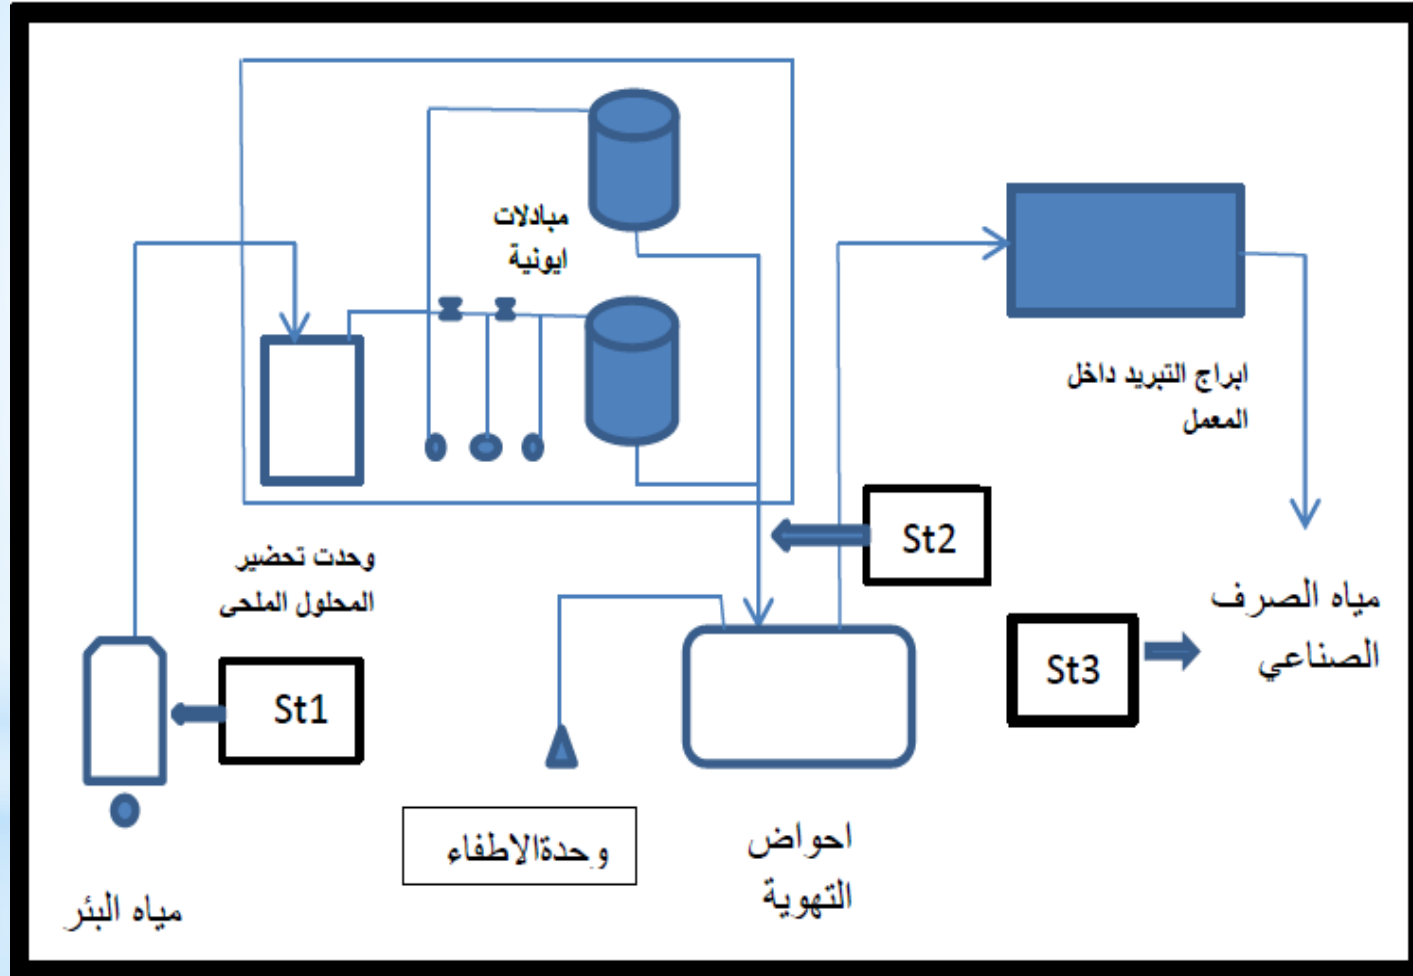 مبادلات
ايونية
ابراج التبريد داخل
المعمل
St2
وحدت تحضير
المحلول الملحى
مياه الصرف
الصناعي
St3
St1
وحدةالاطفاء
احواض
التهوية
مياه البئر